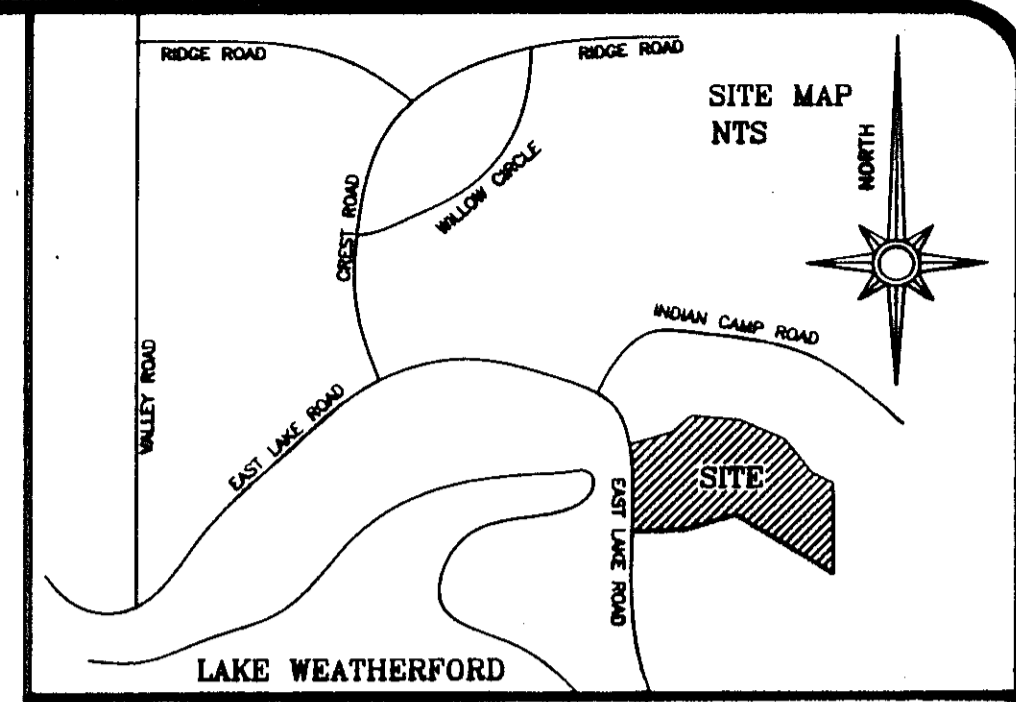 RIDGE ROAD
RIDGE ROAD
SITE MAP
NTS
NORTH
WILLOW CIRCLE
CREST ROAD
INDIAN CAMP ROAD
VALLEY ROAD
EAST LAKE ROAD
SITE
EAST LAKE ROAD
LAKE WEATHERFORD